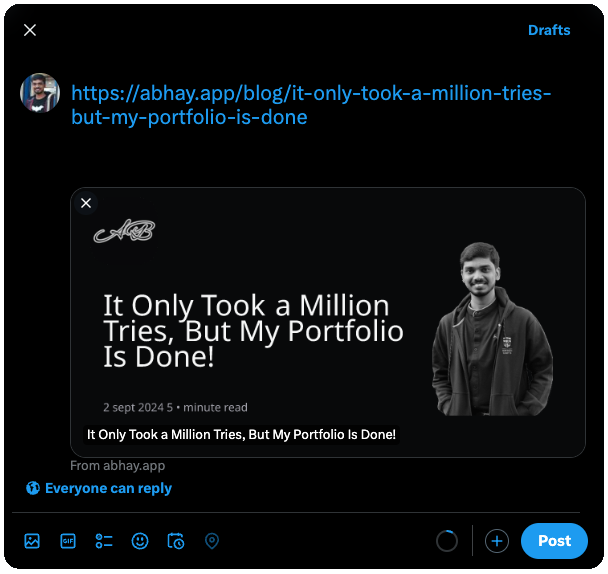 Drafts
https://abhay.app/blog/it-only-took-a-million-tries-
but-my-portfolio-is-done
It Only Took a Million
Tries, But My Portfolio
Is Done!
2 sept 2024 5 • minute read
It Only Took a Million Tries, But My Portfolio Is Done!
From abhay.app
Everyone can reply
GIF
Post